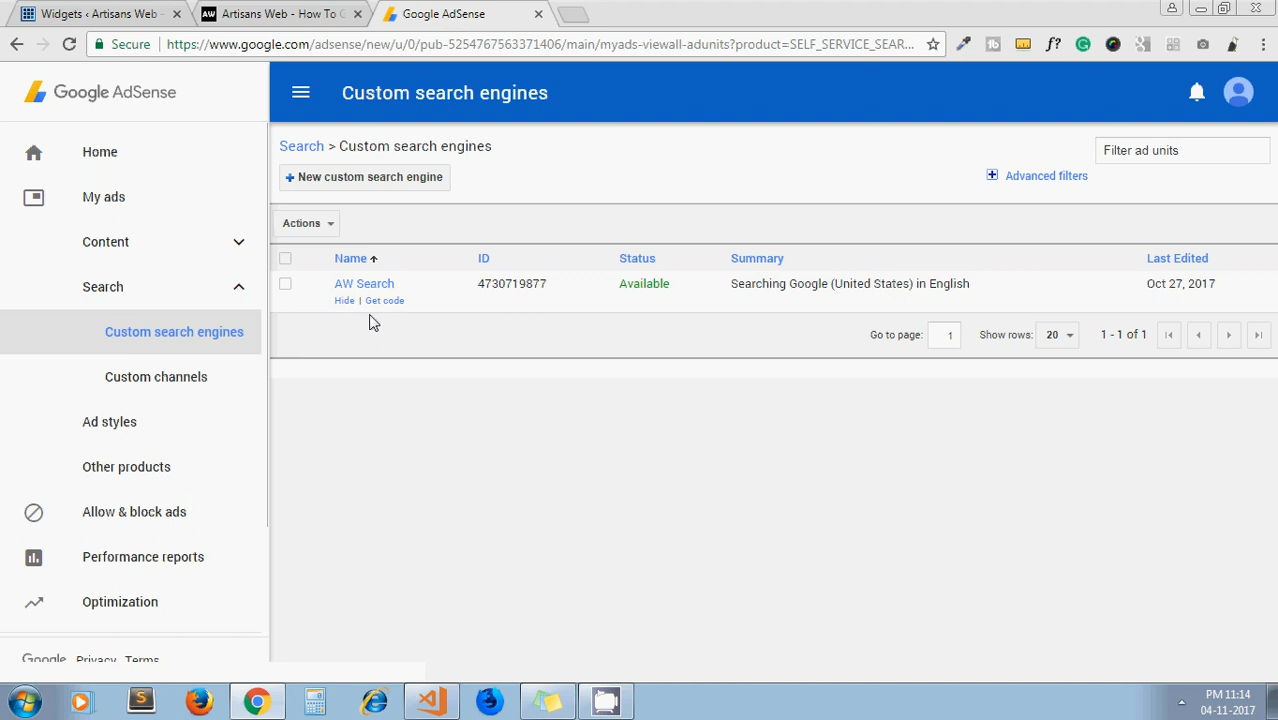 Widgets ‹ Artisans Web -
Artisans Web - How To C
Google AdSense
Secure
https://www.google.com/adsense/new/u/0/pub-5254767563371406/main/myads-viewall-adunits?product=SELF_SERVICE_SEAR...
Google AdSense
Custom search engines
Home
My ads
Content
Search
Custom search engines
Custom channels
Ad styles
Other products
Allow & block ads
Performance reports
Optimization
Google Privacy Terms
Search > Custom search engines
Filter ad units
+ New custom search engine
Advanced filters
Actions
Name ID Status Summary Last Edited
AW Search 4730719877 Available Searching Google (United States) in English Oct 27, 2017
Hide | Get code
Go to page: 1 Show rows: 20 1 - 1 of 1
PM 11:14
04-11-2017